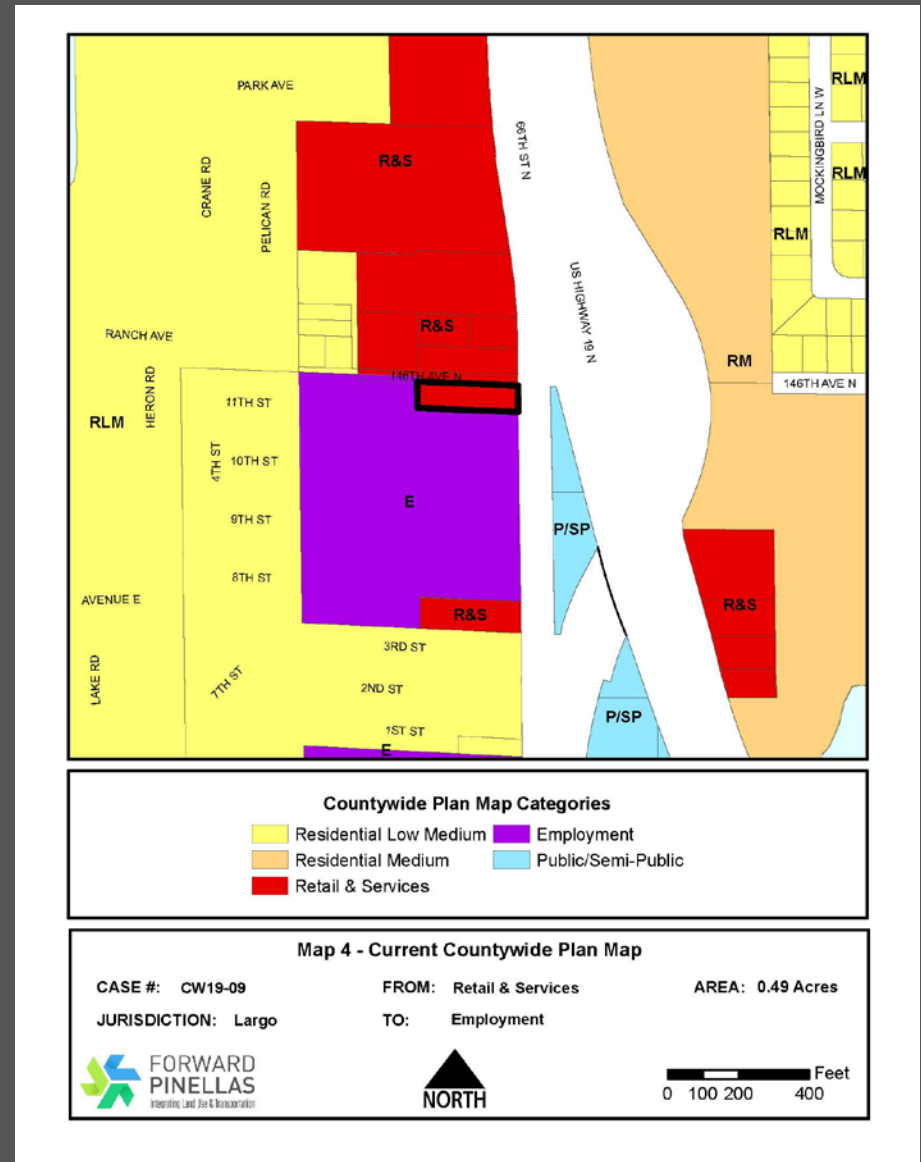 PARK AVE
RLM
66TH ST N
MOCKINGBIRD LN W
R&S
CRANE RD
PELICAN RD
RLM
RLM
US HIGHWAY 19 N
R&S
RANCH AVE
RM
146TH AVE N
146TH AVE N
HERON RD
11TH ST
RLM
4TH ST
10TH ST
E
9TH ST
P/SP
8TH ST
AVENUE E
R&S
R&S
3RD ST
LAKE RD
7TH ST
2ND ST
P/SP
1ST ST
E
Countywide Plan Map Categories
Residential Low Medium
Employment
Residential Medium
Public/Semi-Public
Retail & Services
Map 4 - Current Countywide Plan Map
CASE #: CW19-09
FROM: Retail & Services
AREA: 0.49 Acres
JURISDICTION: Largo
TO: Employment
FORWARD
PINELLAS
Integrating Land Use & Transportation
NORTH
Feet
0 100 200 400